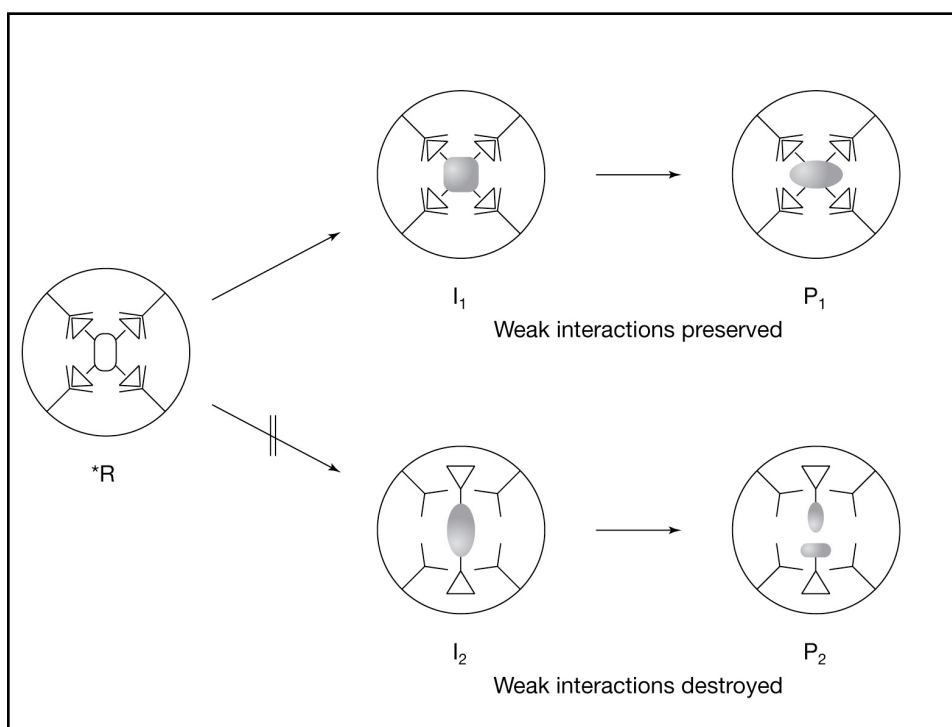 I₁
P₁
Weak interactions preserved
*R
I₂
P₂
Weak interactions destroyed